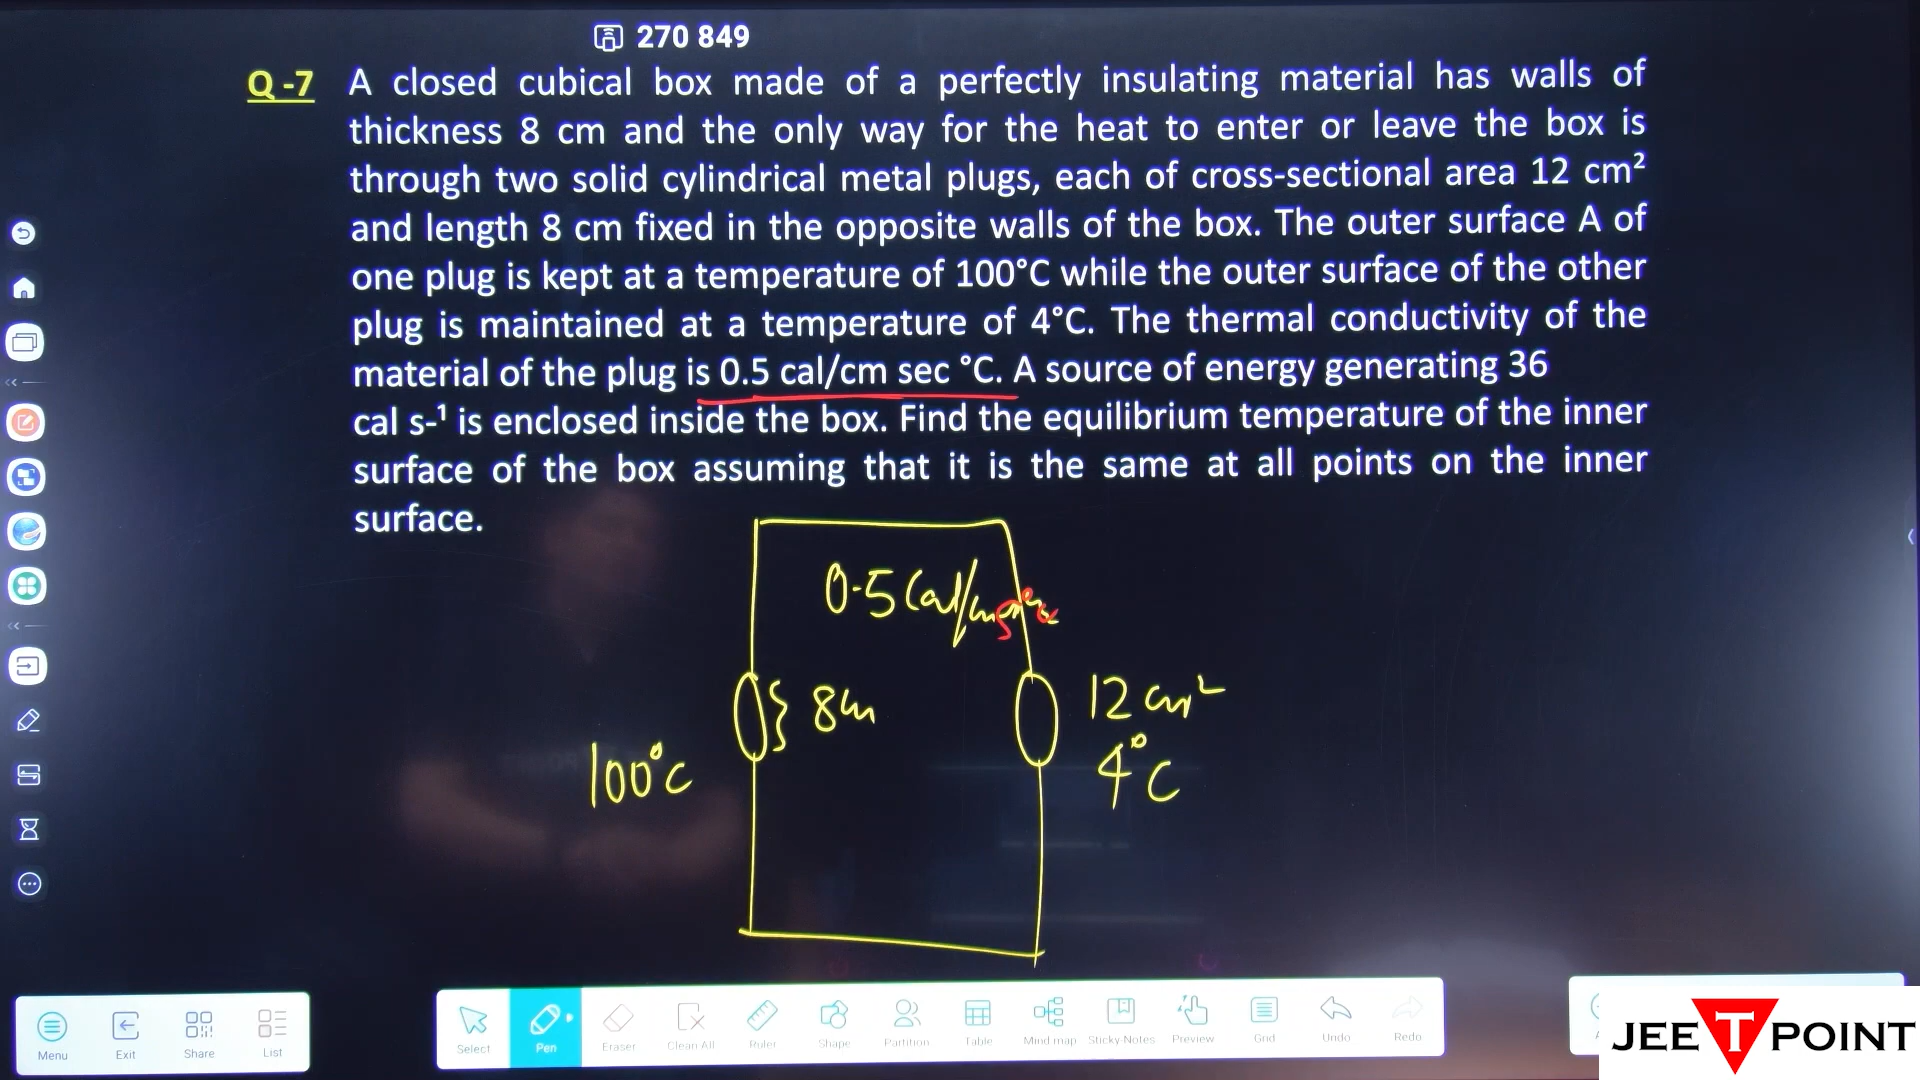 270 849
Q-7 A closed cubical box made of a perfectly insulating material has walls of
thickness 8 cm and the only way for the heat to enter or leave the box is
through two solid cylindrical metal plugs, each of cross-sectional area 12 cm²
and length 8 cm fixed in the opposite walls of the box. The outer surface A of
one plug is kept at a temperature of 100°C while the outer surface of the other
plug is maintained at a temperature of 4°C. The thermal conductivity of the
material of the plug is 0.5 cal/cm sec °C. A source of energy generating 36
cal s-¹ is enclosed inside the box. Find the equilibrium temperature of the inner
surface of the box assuming that it is the same at all points on the inner
surface.
0.5 Cal/cm
8cm
12 cm²
100°C
4°C
Menu Exit Share List
Select Pen Eraser Clean All Ruler Shape Partition Table Mind map Sticky-Notes Preview Grid Undo Redo
JEE T POINT